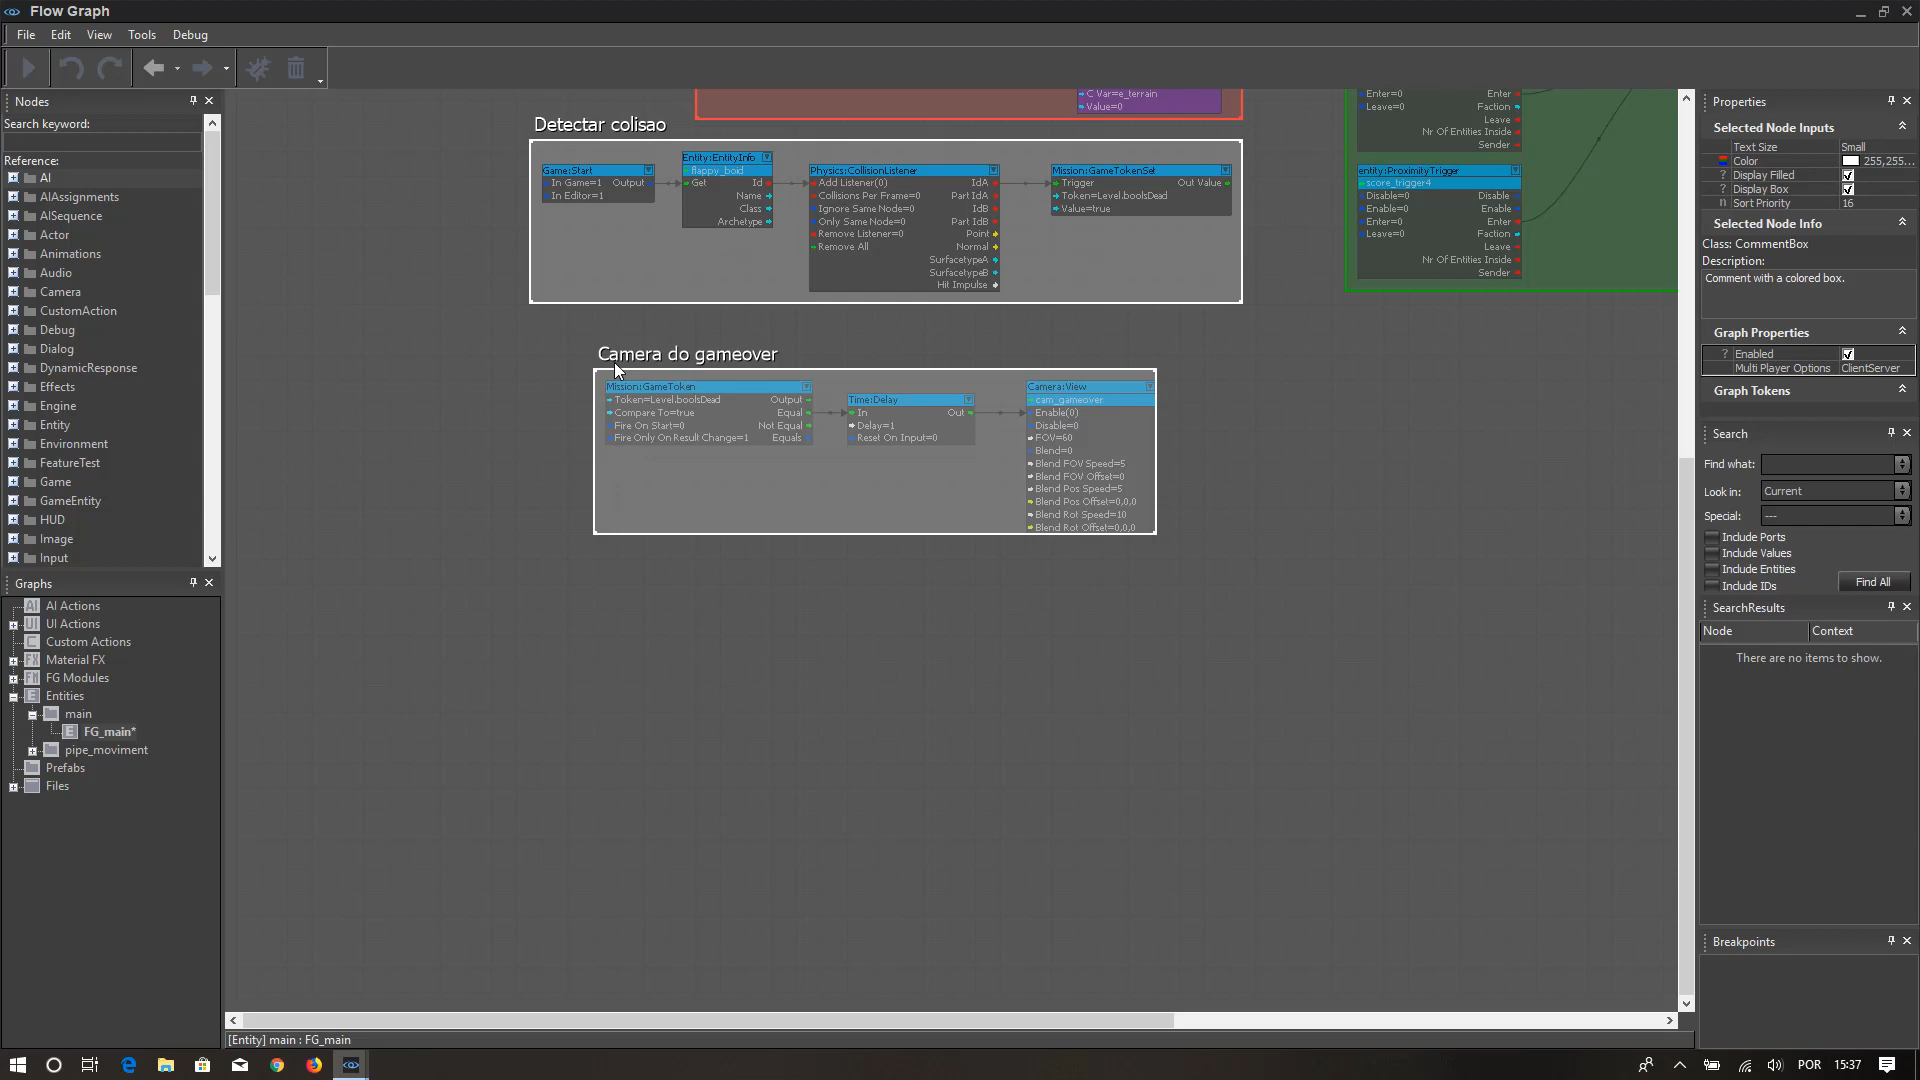 Flow Graph
File Edit View Tools Debug
Nodes
Search keyword:
Reference:
AI
AIAssignments
AISequence
Actor
Animations
Audio
Camera
CustomAction
Debug
Dialog
DynamicResponse
Effects
Engine
Entity
Environment
FeatureTest
Game
GameEntity
HUD
Image
Input
Graphs
AI Actions
UI Actions
Custom Actions
Material FX
FG Modules
Entities
main
FG_main*
pipe_moviment
Prefabs
Files
C Var=e_terrain
Value=0
Detectar colisao
Game:Start
In Game=1 Output
In Editor=1
Entity:EntityInfo
flappy_boid
Get Id
Name
Class
Archetype
Physics:CollisionListener
Add Listener(0) IdA
Collisions Per Frame=0 Part IdA
Ignore Same Node=0 IdB
Only Same Node=0 Part IdB
Remove Listener=0 Point
Remove All Normal
SurfacetypeA
SurfacetypeB
Hit Impulse
Mission:GameTokenSet
Trigger Out Value
Token=Level.boolsDead
Value=true
Enter=0 Enter
Leave=0 Faction
Leave
Nr Of Entities Inside
Sender
entity:ProximityTrigger
score_trigger4
Disable=0 Disable
Enable=0 Enable
Enter=0 Enter
Leave=0 Faction
Leave
Nr Of Entities Inside
Sender
Camera do gameover
Mission:GameToken
Token=Level.boolsDead Output
Compare To=true Equal
Fire On Start=0 Not Equal
Fire Only On Result Change=1 Equals
Time:Delay
In Out
Delay=1
Reset On Input=0
Camera:View
cam_gameover
Enable(0)
Disable=0
FOV=60
Blend=0
Blend FOV Speed=5
Blend FOV Offset=0
Blend Pos Speed=5
Blend Pos Offset=0,0,0
Blend Rot Speed=10
Blend Rot Offset=0,0,0
[Entity] main : FG_main
Properties
Selected Node Inputs
Text Size Small
Color 255,255...
Display Filled
Display Box
Sort Priority 16
Selected Node Info
Class: CommentBox
Description:
Comment with a colored box.
Graph Properties
Enabled
Multi Player Options ClientServer
Graph Tokens
Search
Find what:
Look in: Current
Special: ---
Include Ports
Include Values
Include Entities
Include IDs
Find All
SearchResults
Node Context
There are no items to show.
Breakpoints
POR 15:37